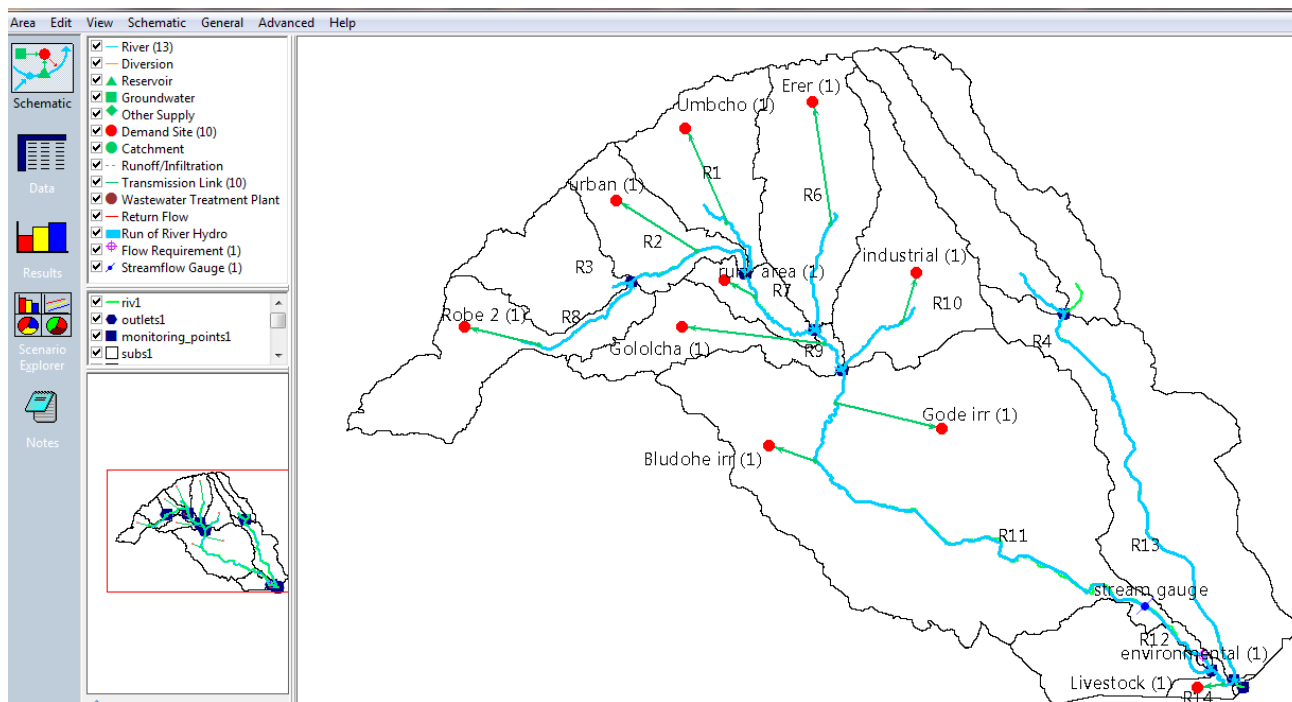 Area Edit View Schematic General Advanced Help
Schematic
Data
Results
Scenario
Explorer
Notes
River (13)
Diversion
Reservoir
Groundwater
Other Supply
Demand Site (10)
Catchment
Runoff/Infiltration
Transmission Link (10)
Wastewater Treatment Plant
Return Flow
Run of River Hydro
Flow Requirement (1)
Streamflow Gauge (1)
riv1
outlets1
monitoring_points1
subs1
Erer (1)
Umbcho (1)
urban (1)
R1
R6
R2
industrial (1)
R3
area (1)
R7
R10
Robe 2 (1)
R8
Gololcha (1)
R9
R4
Gode irr (1)
Bludohe irr (1)
R11
R13
stream gauge
R12
environmental (1)
Livestock (1)
R14